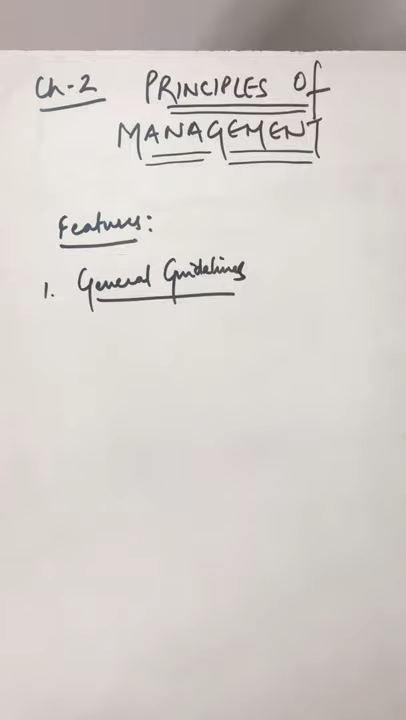 Ch-2 PRINCIPLES Of
MANAGEMENT
Features:
1. General Guidelines